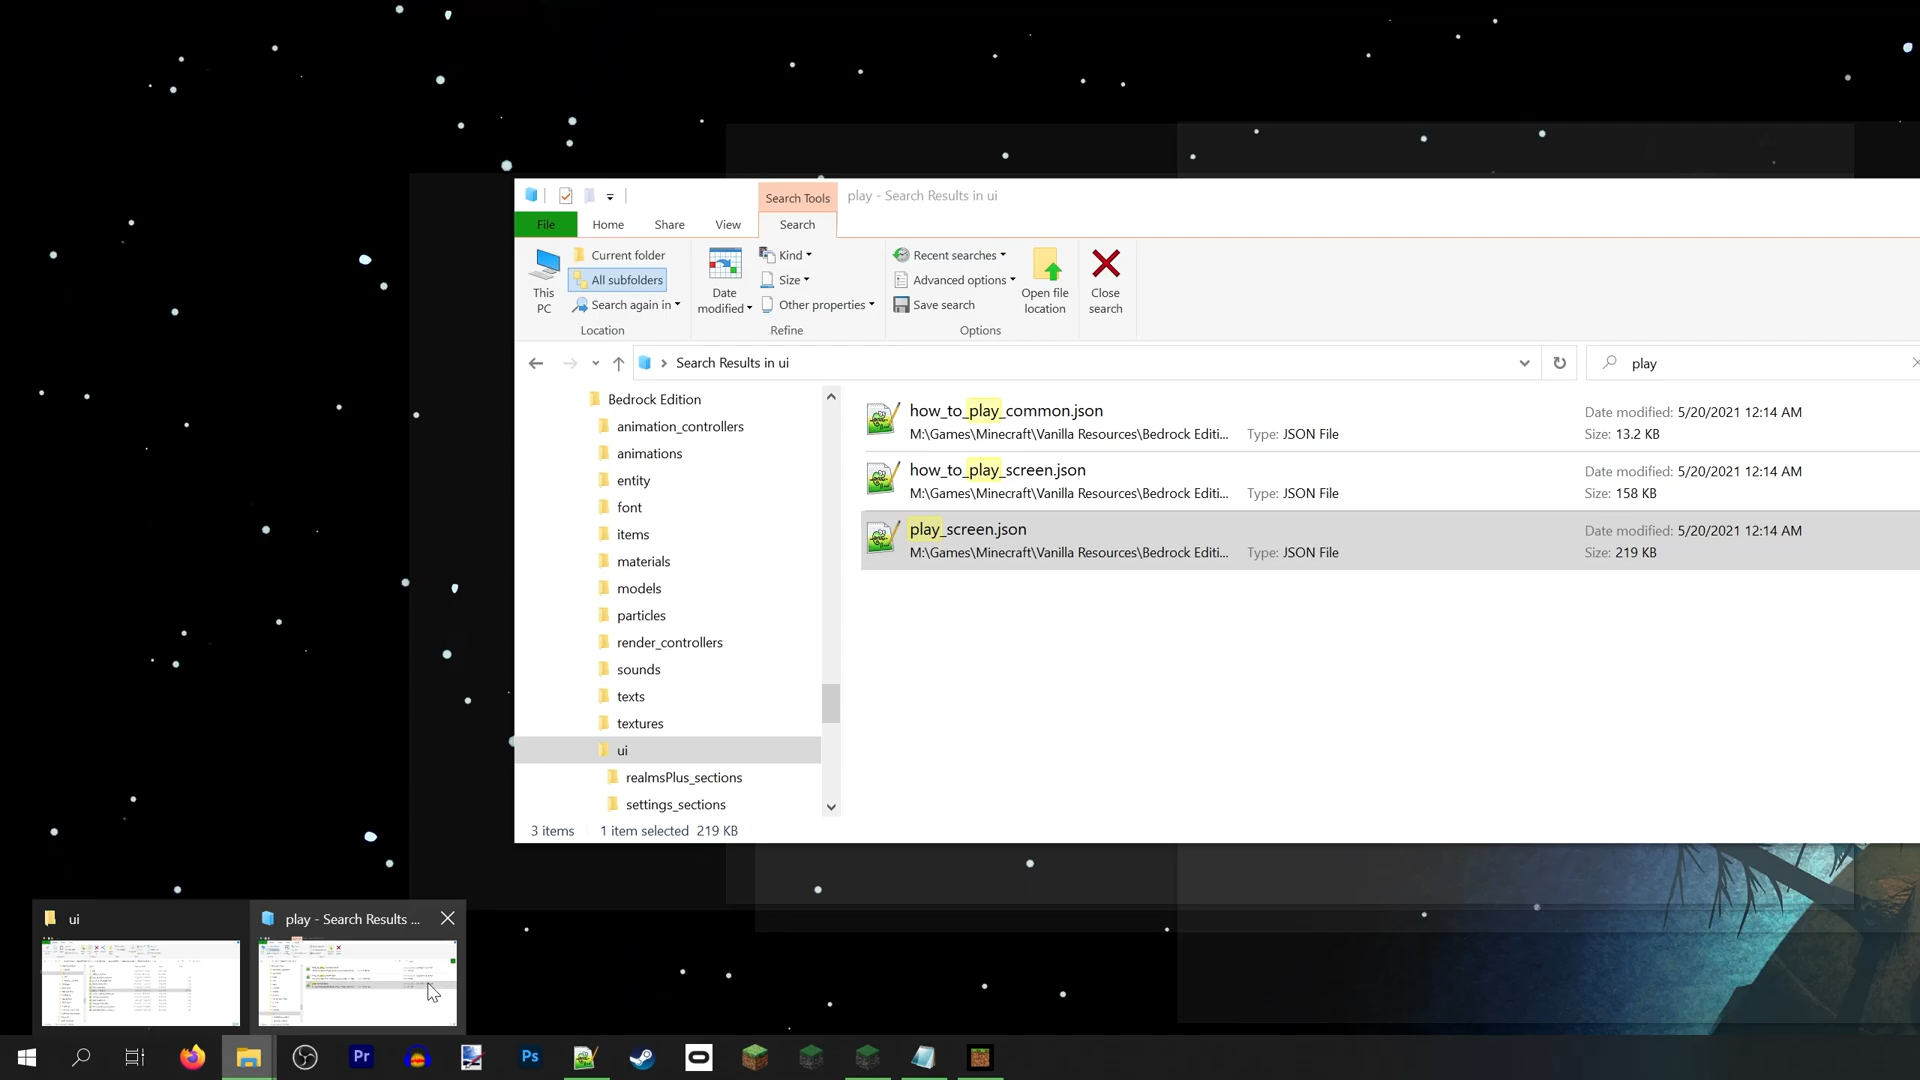 Search Tools
play - Search Results in ui
File
Home
Share
View
Search
This
PC
Current folder
All subfolders
Search again in
Location
Date
modified
Kind
Size
Other properties
Refine
Recent searches
Advanced options
Save search
Options
Open file
location
Close
search
Search Results in ui
play
Bedrock Edition
animation_controllers
animations
entity
font
items
materials
models
particles
render_controllers
sounds
texts
textures
ui
realmsPlus_sections
settings_sections
how_to_play_common.json
M:\Games\Minecraft\Vanilla Resources\Bedrock Editi... Type: JSON File
Date modified: 5/20/2021 12:14 AM
Size: 13.2 KB
how_to_play_screen.json
M:\Games\Minecraft\Vanilla Resources\Bedrock Editi... Type: JSON File
Date modified: 5/20/2021 12:14 AM
Size: 158 KB
play_screen.json
M:\Games\Minecraft\Vanilla Resources\Bedrock Editi... Type: JSON File
Date modified: 5/20/2021 12:14 AM
Size: 219 KB
3 items 1 item selected 219 KB
ui
play - Search Results ...
Pr
Ps